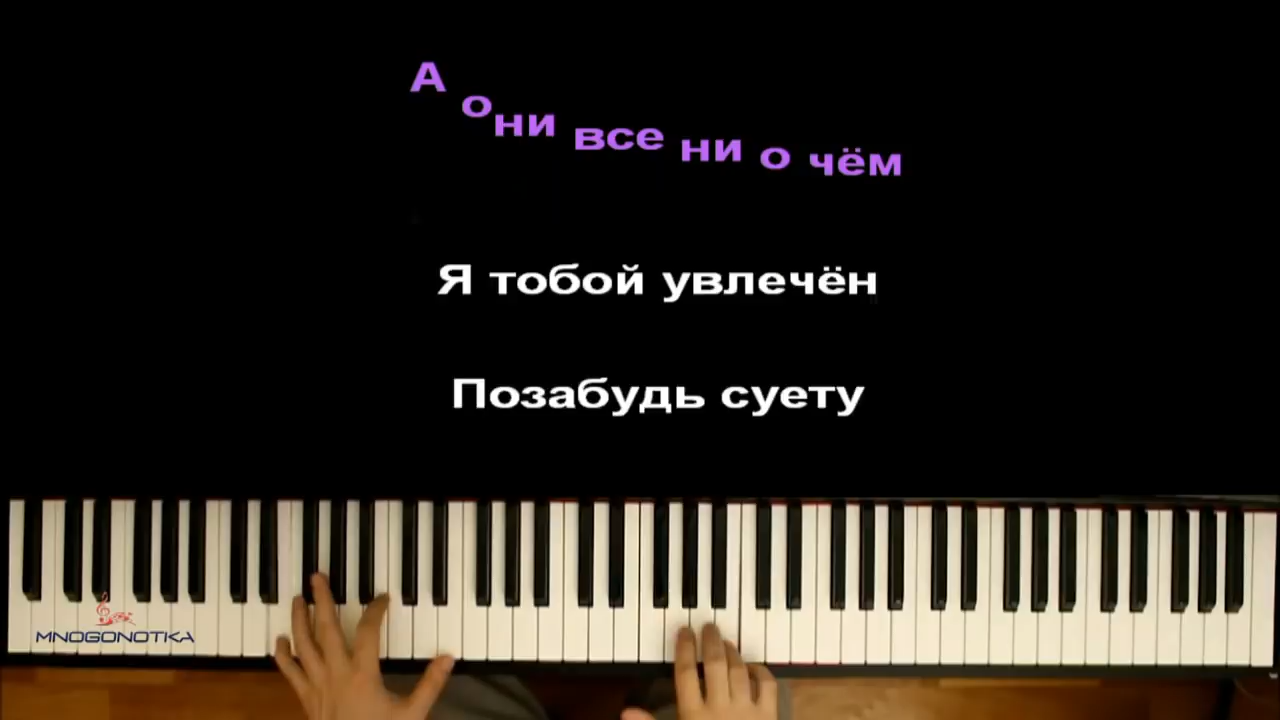 А они все ни о чём
Я тобой увлечён
Позабудь суету
MNOGONOTKA